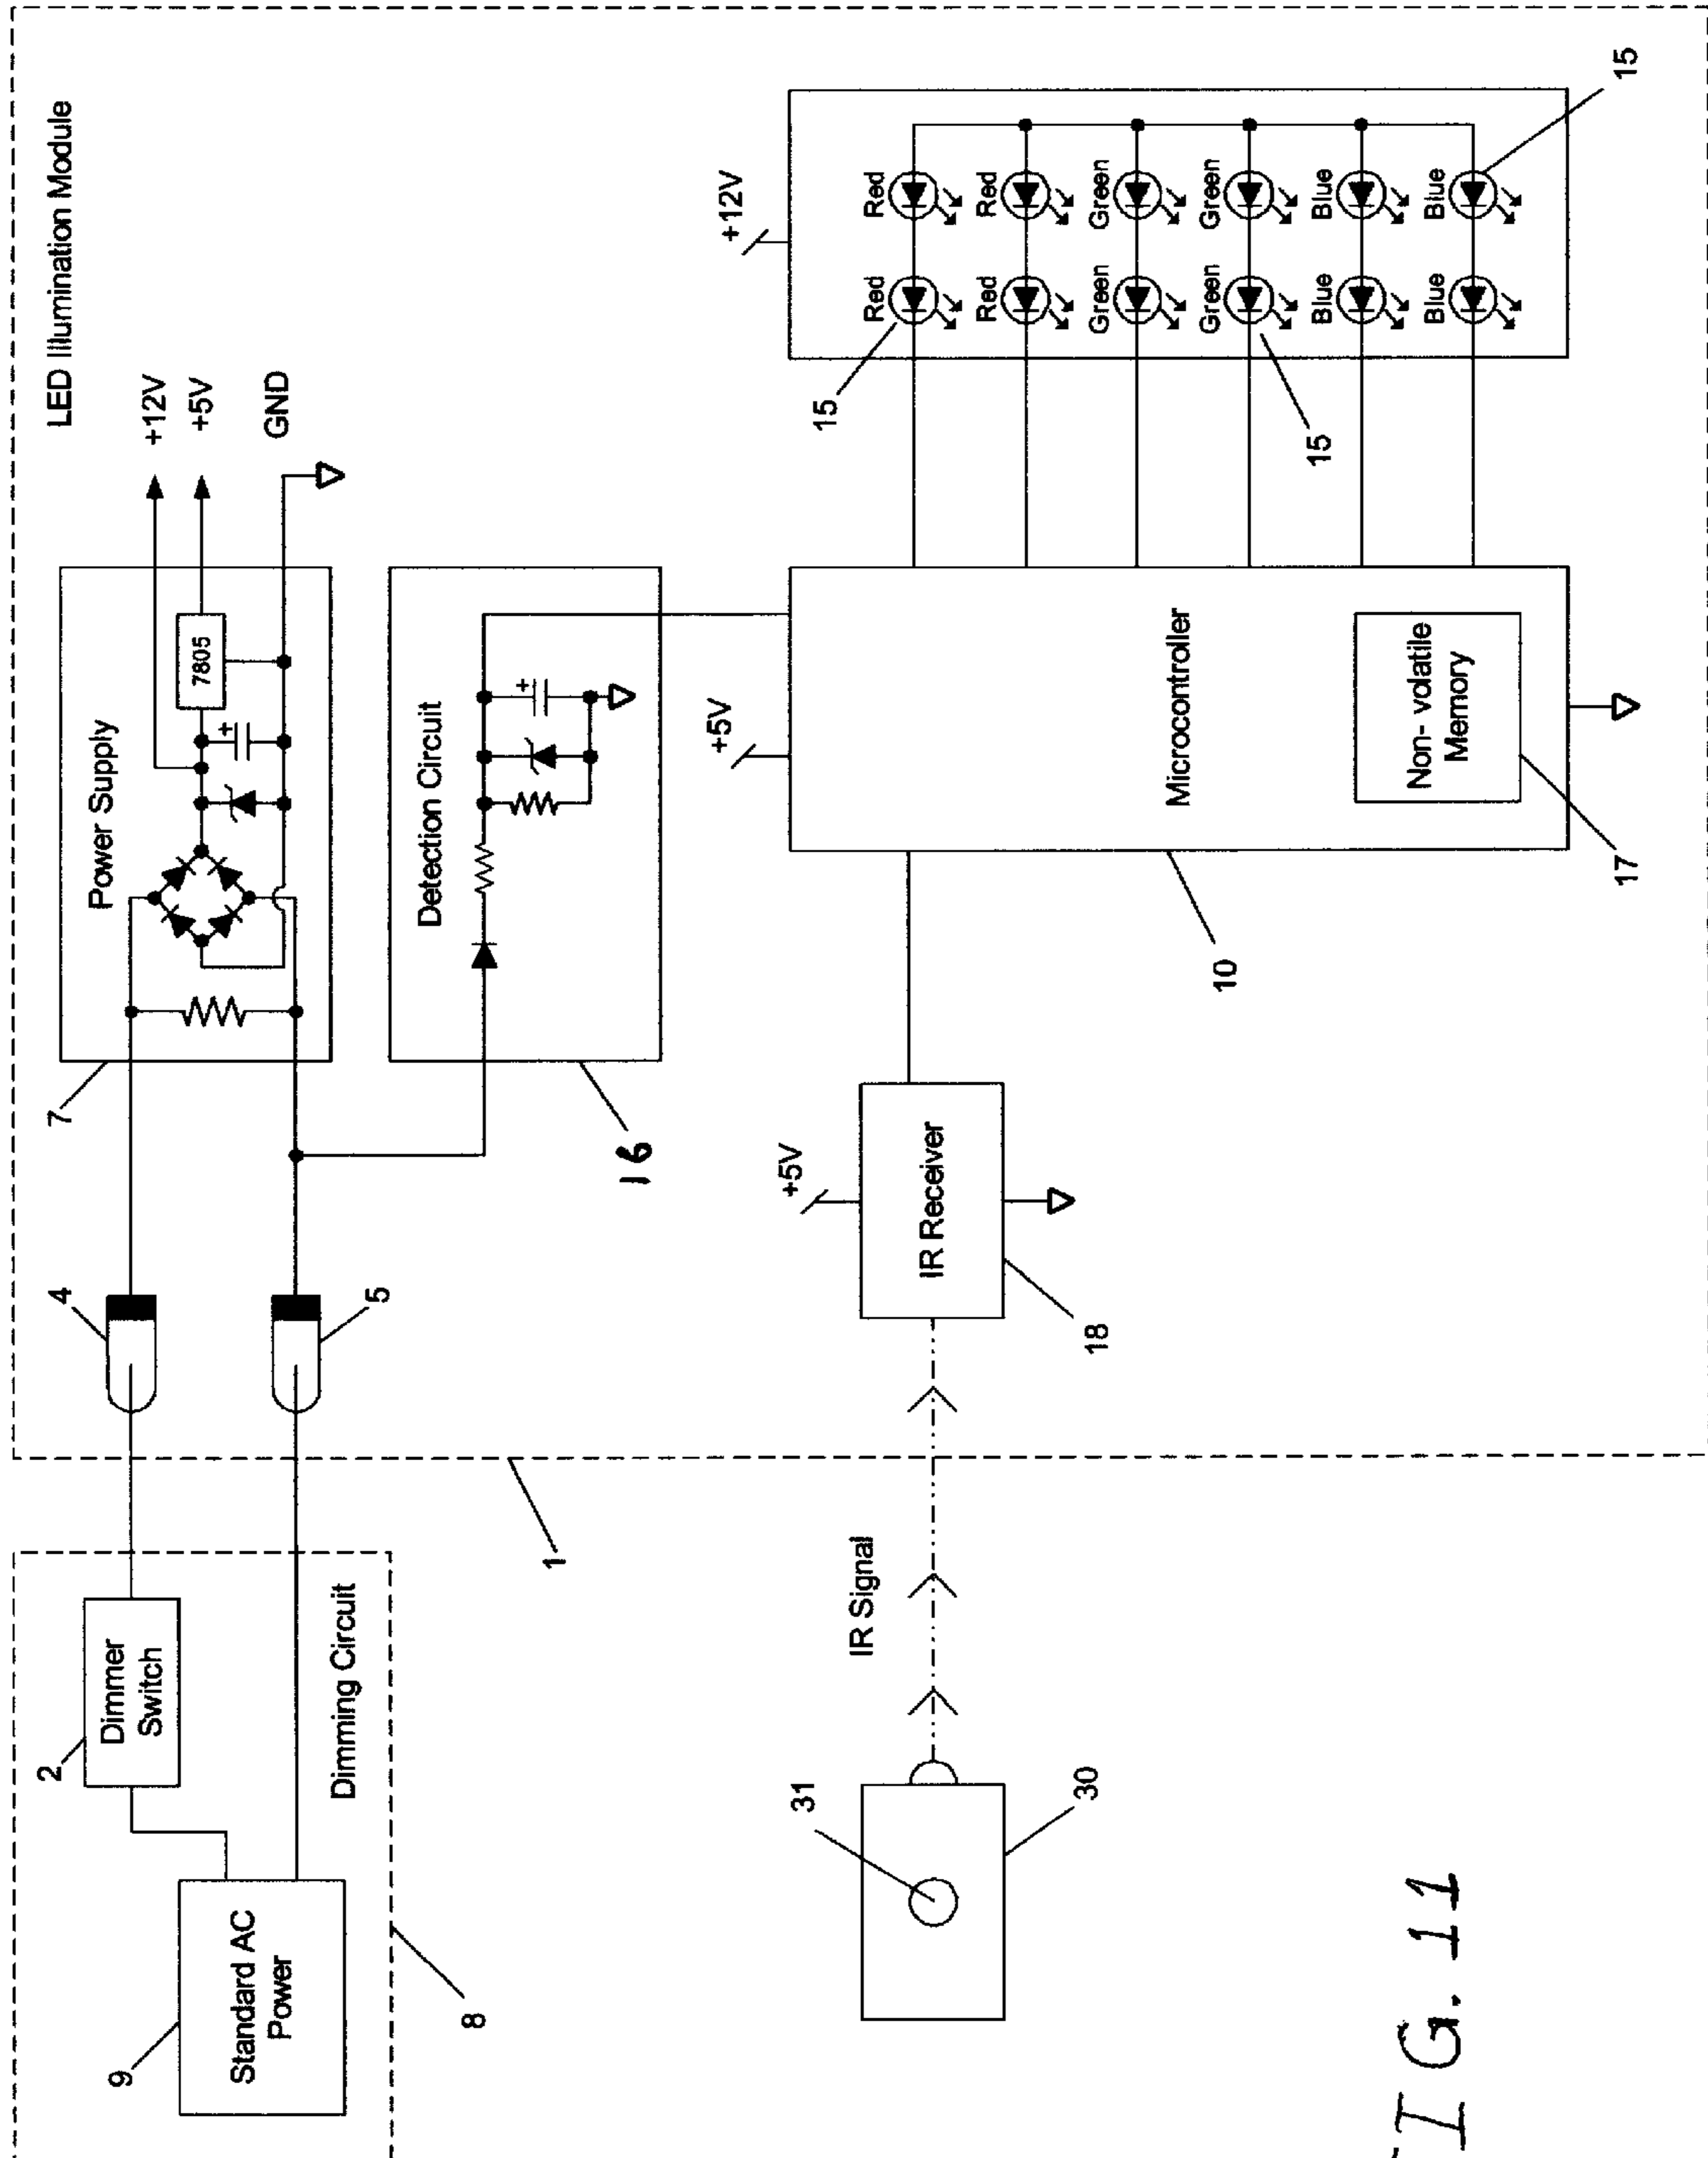 LED Illumination Module
Dimming Circuit
9
Standard AC
Power
2
Dimmer
Switch
8
1
4
5
7
Power Supply
7805
+12V
+5V
GND
16
Detection Circuit
31
30
IR Signal
+5V
IR Receiver
18
10
+5V
Microcontroller
Non- volatile
Memory
17
+12V
15
Red
Red
Red
Red
Green
Green
15
Green
Green
Blue
Blue
Blue
Blue
15
IG. 11